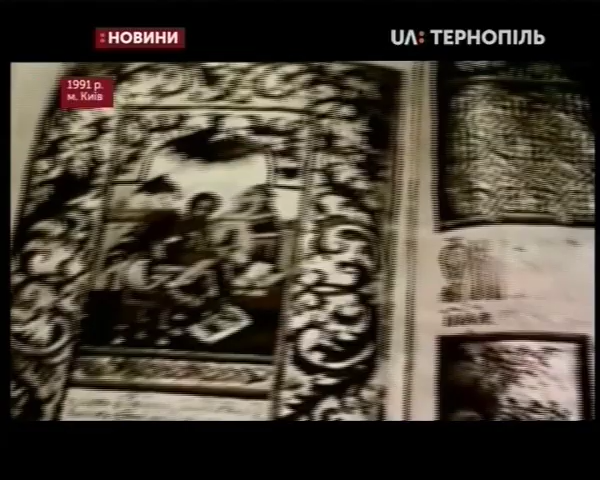 :НОВИНИ
UA: ТЕРНОПІЛЬ
1991 р.
м. Київ